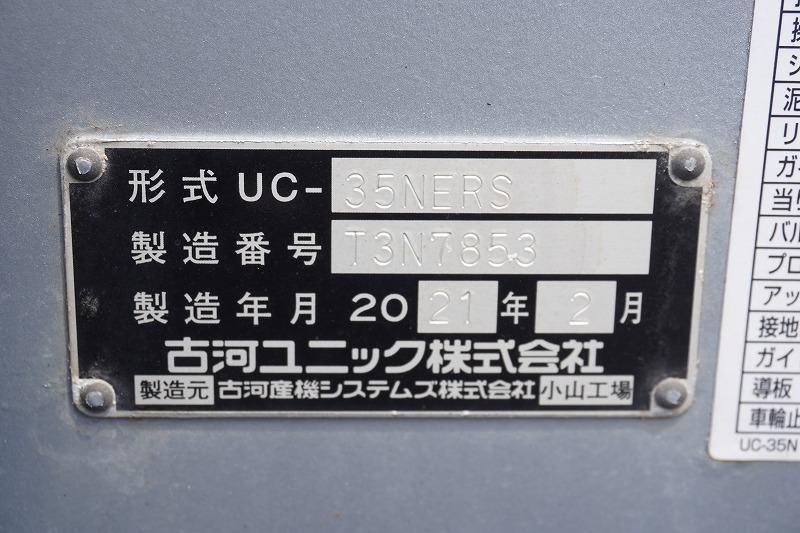 形式 UC-35NERS
製造番号 T3N7853
製造年月 2021年2月
古河ユニック株式会社
製造元 古河産機システムズ株式会社 小山工場
泥
リ
ガイ
当り
バル
プロ
アッ
接地
ガイ
導板
車輪止
UC-35N